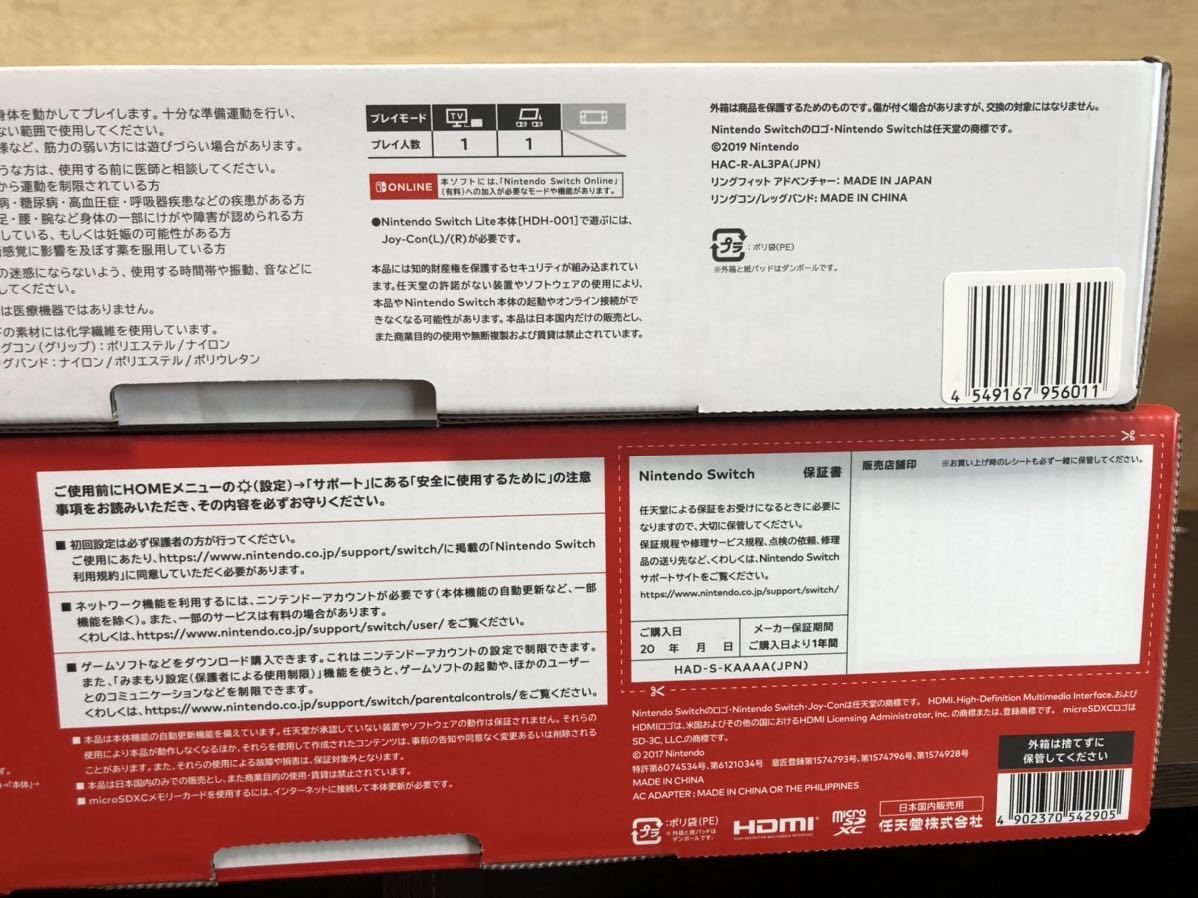 身体を動かしてプレイします。十分な準備運動を行い、
ない範囲で使用してください。
様など、筋力の弱い方には遊びづらい場合があります。
うな方は、使用する前に医師と相談してください。
から運動を制限されている方
病・糖尿病・高血圧症・呼吸器疾患などの疾患がある方
足・腰・腕など身体の一部にけがや障害が認められる方
している、もしくは妊娠の可能性がある方
感覚に影響を及ぼす薬を服用している方
の迷惑にならないよう、使用する時間帯や振動、音などに
してください。
は医療機器ではありません。
下の素材には化学繊維を使用しています。
グコン(グリップ):ポリエステル/ナイロン
グバンド:ナイロン/ポリエステル/ポリウレタン
プレイモード TV
プレイ人数 1 1
ONLINE 本ソフトには、「Nintendo Switch Online」
(有料)への加入が必要なモードや機能があります。
●Nintendo Switch Lite本体[HDH-001]で遊ぶには、
Joy-Con(L)/(R)が必要です。
本品には知的財産権を保護するセキュリティが組み込まれてい
ます。任天堂の許諾がない装置やソフトウェアの使用により、
本品やNintendo Switch本体の起動やオンライン接続がで
きなくなる可能性があります。本品は日本国内だけの販売とし、
また商業目的の使用や無断複製および賃貸は禁止されています。
外箱は商品を保護するためのものです。傷が付く場合がありますが、交換の対象にはなりません。
Nintendo Switchのロゴ・Nintendo Switchは任天堂の商標です。
©2019 Nintendo
HAC-R-AL3PA(JPN)
リングフィット アドベンチャー: MADE IN JAPAN
リングコン/レッグバンド: MADE IN CHINA
プラ :ポリ袋(PE)
※外箱と紙パッドはダンボールです。
4 549167 956011
ご使用前にHOMEメニューの(設定)→「サポート」にある「安全に使用するために」の注意
事項をお読みいただき、その内容を必ずお守りください。
■ 初回設定は必ず保護者の方が行ってください。
ご使用にあたり、https://www.nintendo.co.jp/support/switch/に掲載の「Nintendo Switch
利用規約」に同意していただく必要があります。
■ ネットワーク機能を利用するには、ニンテンドーアカウントが必要です(本体機能の自動更新など、一部
機能を除く)。また、一部のサービスは有料の場合があります。
くわしくは、https://www.nintendo.co.jp/support/switch/user/ をご覧ください。
■ ゲームソフトなどをダウンロード購入できます。これはニンテンドーアカウントの設定で制限できます。
また、「みまもり設定(保護者による使用制限)」機能を使うと、ゲームソフトの起動や、ほかのユーザー
とのコミュニケーションなどを制限できます。
くわしくは、https://www.nintendo.co.jp/support/switch/parentalcontrols/をご覧ください。
■ 本品は本体機能の自動更新機能を備えています。任天堂が承認していない装置やソフトウェアの動作は保証されません。それらの
使用により本品が動作しなくなるほか、それらを使用して作成されたコンテンツは、事前の告知や同意なく変更あるいは削除される
ことがあります。また、それらの使用による故障や損害は、保証対象外となります。
■ 本品は日本国内のみでの販売とし、また商業目的の使用・賃貸は禁止されています。
■ microSDXCメモリーカードを使用するには、インターネットに接続して本体更新が必要です。
す。
→「本体」→
Nintendo Switch 保証書
任天堂による保証をお受けになるときに必要に
なりますので、大切に保管してください。
保証規程や修理サービス規程、点検の依頼、修理
品の送り先など、くわしくは、Nintendo Switch
サポートサイトをご覧ください。
https://www.nintendo.co.jp/support/switch/
ご購入日 メーカー保証期間
20 年 月 日 ご購入日より1年間
HAD-S-KAAAA(JPN)
販売店舗印 ※お買い上げ時のレシートも必ず一緒に保管してください。
Nintendo Switchのロゴ・Nintendo Switch・Joy-Conは任天堂の商標です。 HDMI、High-Definition Multimedia Interface、および
HDMIロゴは、米国およびその他の国におけるHDMI Licensing Administrator, Inc. の商標または、登録商標です。 microSDXCロゴは
SD-3C, LLC.の商標です。
© 2017 Nintendo
特許第6074534号、第6121034号 意匠登録第1574793号、第1574796号、第1574928号
MADE IN CHINA
AC ADAPTER : MADE IN CHINA OR THE PHILIPPINES
プラ :ポリ袋(PE)
※外箱と紙パッドは
ダンボールです。
HDMI
micro SD XC
日本国内販売用
任天堂株式会社
外箱は捨てずに
保管してください
4 902370 542905